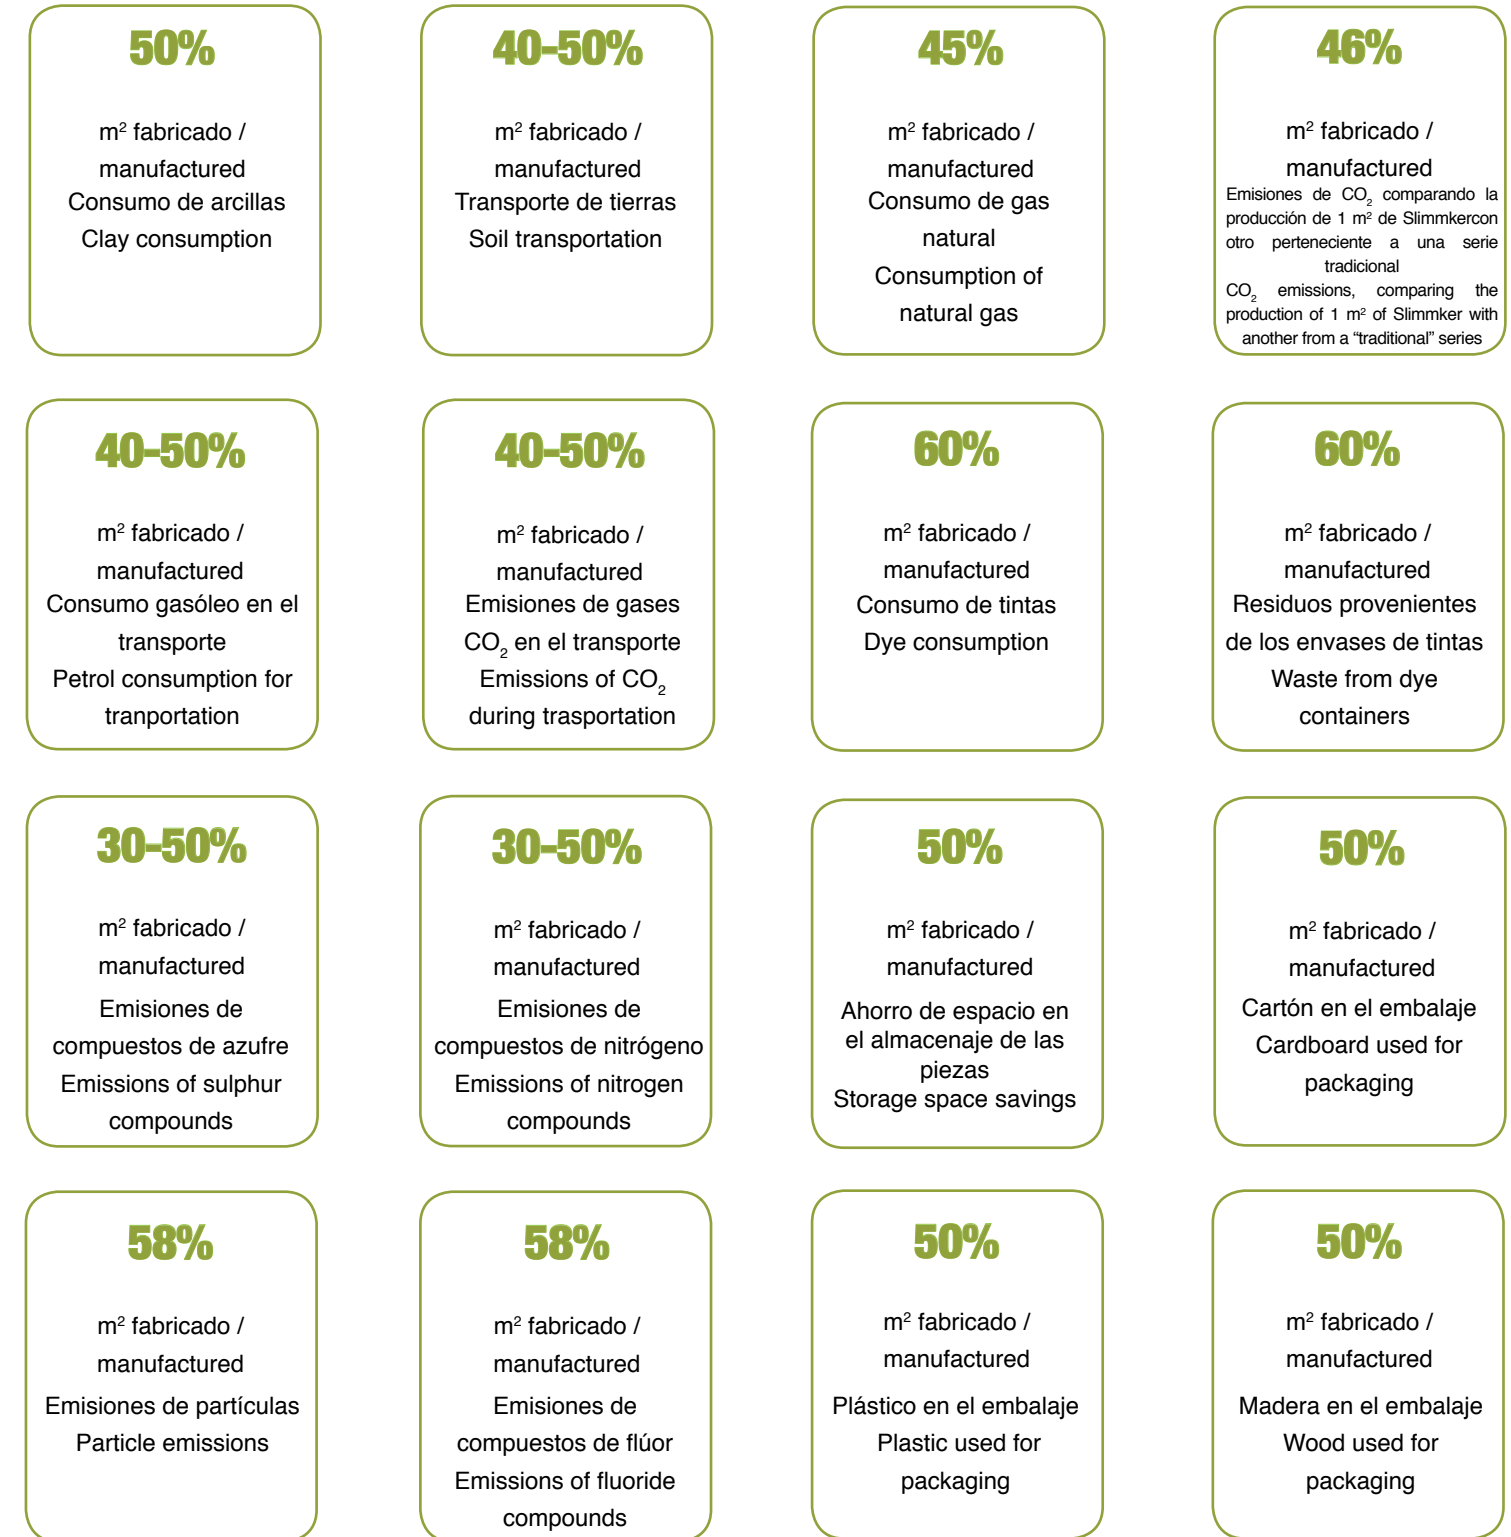 50%
m² fabricado /
manufactured
Consumo de arcillas
Clay consumption
40-50%
m² fabricado /
manufactured
Transporte de tierras
Soil transportation
45%
m² fabricado /
manufactured
Consumo de gas
natural
Consumption of
natural gas
46%
m² fabricado /
manufactured
Emisiones de CO₂ comparando la
producción de 1 m² de Slimmkercon
otro perteneciente a una serie
tradicional
CO₂ emissions, comparing the
production of 1 m² of Slimmker with
another from a “traditional” series
40-50%
m² fabricado /
manufactured
Consumo gasóleo en el
transporte
Petrol consumption for
tranportation
40-50%
m² fabricado /
manufactured
Emisiones de gases
CO₂ en el transporte
Emissions of CO₂
during trasportation
60%
m² fabricado /
manufactured
Consumo de tintas
Dye consumption
60%
m² fabricado /
manufactured
Residuos provenientes
de los envases de tintas
Waste from dye
containers
30-50%
m² fabricado /
manufactured
Emisiones de
compuestos de azufre
Emissions of sulphur
compounds
30-50%
m² fabricado /
manufactured
Emisiones de
compuestos de nitrógeno
Emissions of nitrogen
compounds
50%
m² fabricado /
manufactured
Ahorro de espacio en
el almacenaje de las
piezas
Storage space savings
50%
m² fabricado /
manufactured
Cartón en el embalaje
Cardboard used for
packaging
58%
m² fabricado /
manufactured
Emisiones de partículas
Particle emissions
58%
m² fabricado /
manufactured
Emisiones de
compuestos de flúor
Emissions of fluoride
compounds
50%
m² fabricado /
manufactured
Plástico en el embalaje
Plastic used for
packaging
50%
m² fabricado /
manufactured
Madera en el embalaje
Wood used for
packaging